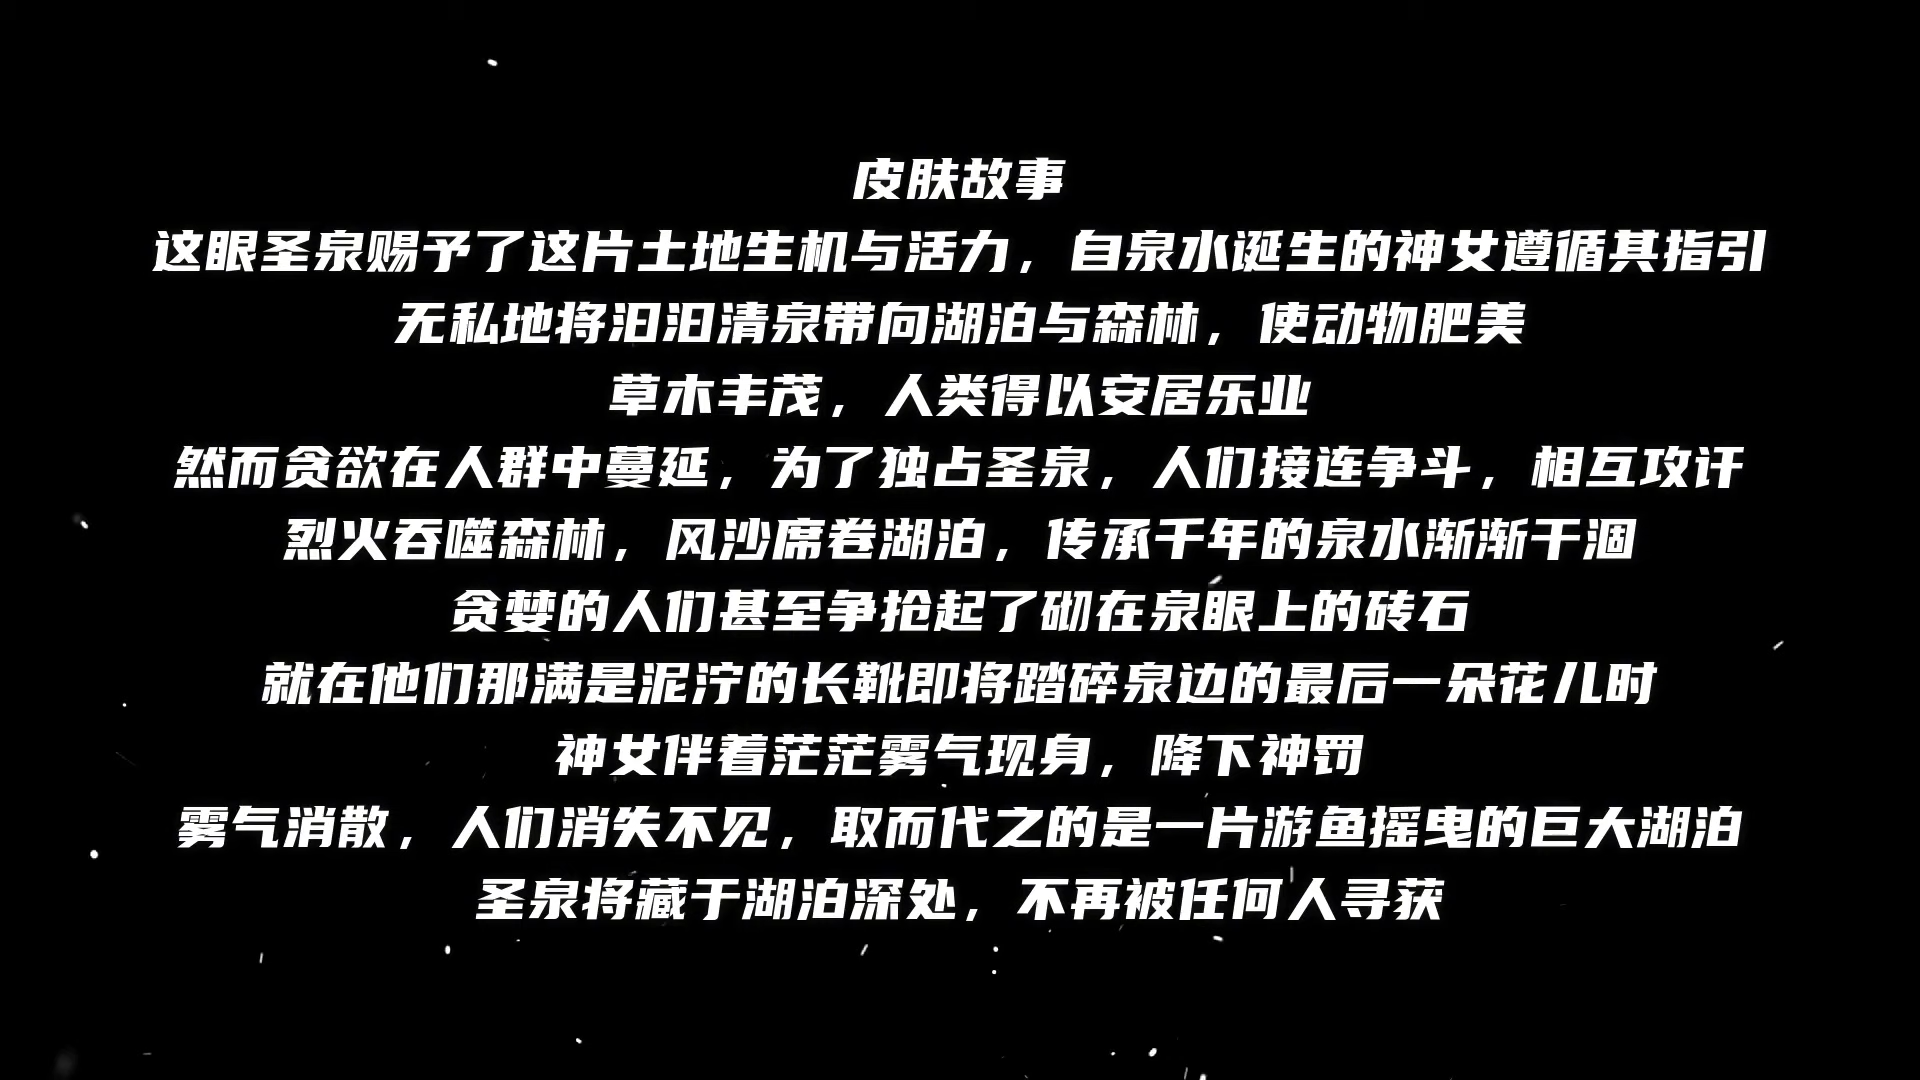 皮肤故事
这眼圣泉赐予了这片土地生机与活力，自泉水诞生的神女遵循其指引
无私地将汩汩清泉带向湖泊与森林，使动物肥美
草木丰茂，人类得以安居乐业
然而贪欲在人群中蔓延，为了独占圣泉，人们接连争斗，相互攻讦
烈火吞噬森林，风沙席卷湖泊，传承千年的泉水渐渐干涸
贪婪的人们甚至争抢起了砌在泉眼上的砖石
就在他们那满是泥泞的长靴即将踏碎泉边的最后一朵花儿时
神女伴着茫茫雾气现身，降下神罚
雾气消散，人们消失不见，取而代之的是一片游鱼摇曳的巨大湖泊
圣泉将藏于湖泊深处，不再被任何人寻获